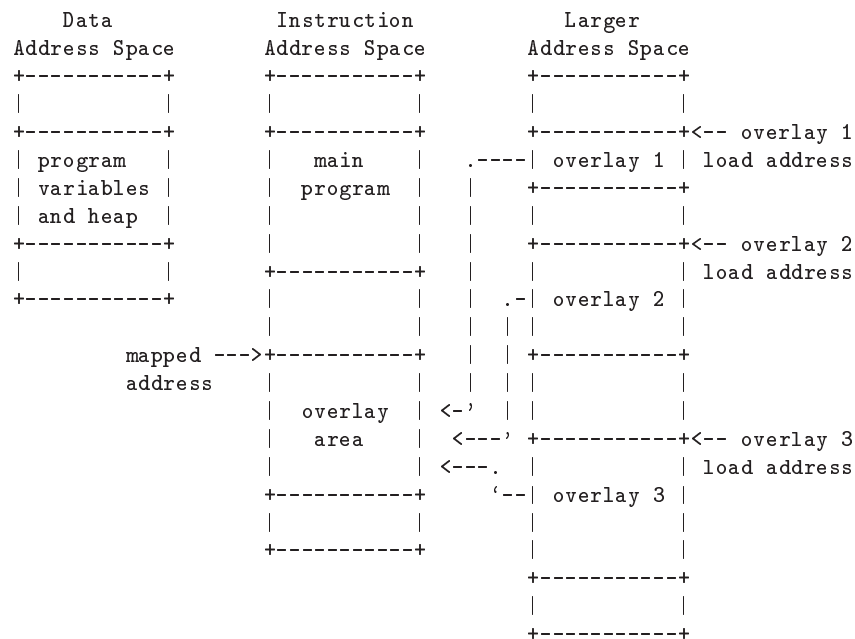 Data Instruction Larger
Address Space Address Space Address Space
+-----------+ +-----------+ +-----------+
| | | | | |
+-----------+ +-----------+ +-----------+<-- overlay 1
| program | | main | .----| overlay 1 | load address
| variables | | program | | +-----------+
| and heap | | | | | |
+-----------+ | | | +-----------+<-- overlay 2
| | +-----------+ | | | load address
+-----------+ | | | .-| overlay 2 |
| | | | | |
mapped --->+-----------+ | | +-----------+
address | | | | | |
| overlay | <-' | | |
| area | <---' +-----------+<-- overlay 3
| | <---. | | load address
+-----------+ `--| overlay 3 |
| | | |
+-----------+ | |
+-----------+
| |
+-----------+